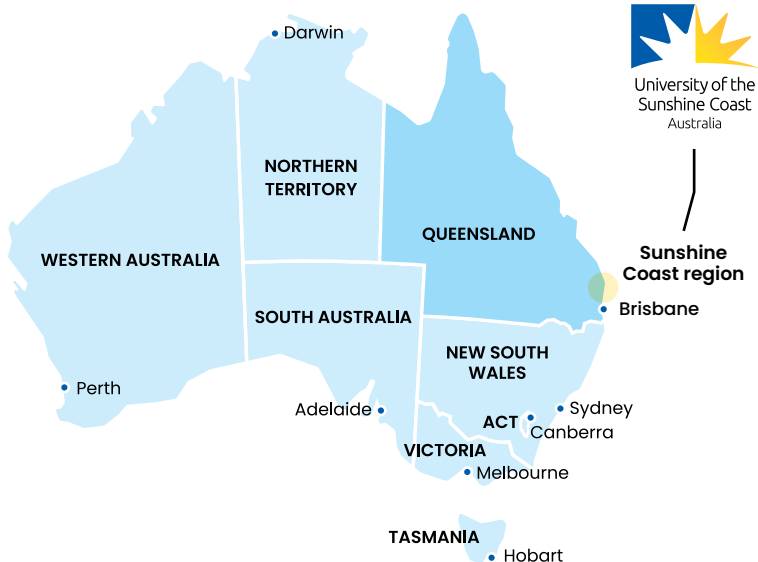 Darwin
University of the
Sunshine Coast
Australia
NORTHERN
TERRITORY
QUEENSLAND
WESTERN AUSTRALIA
Sunshine
Coast region
SOUTH AUSTRALIA
Brisbane
NEW SOUTH
WALES
Perth
Adelaide
Sydney
ACT
Canberra
VICTORIA
Melbourne
TASMANIA
Hobart